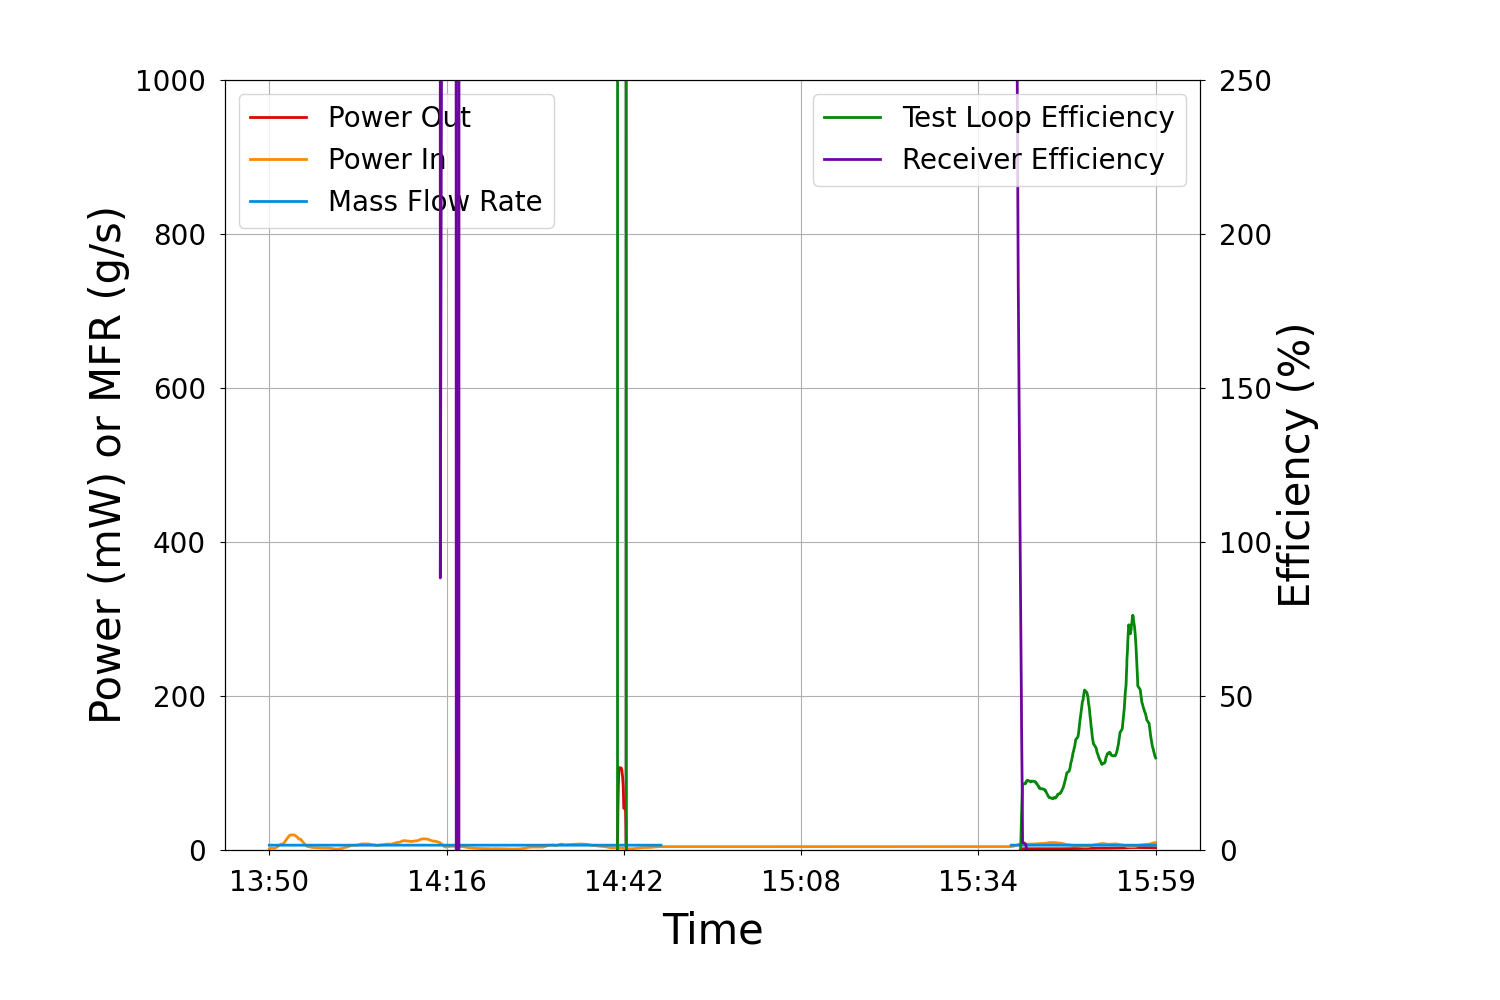 Power (mW) or MFR (g/s)
1000
800
600
400
200
0
Power Out
Power In
Mass Flow Rate
Test Loop Efficiency
Receiver Efficiency
250
200
150
100
50
0
Efficiency (%)
13:50 14:16 14:42 15:08 15:34 15:59
Time